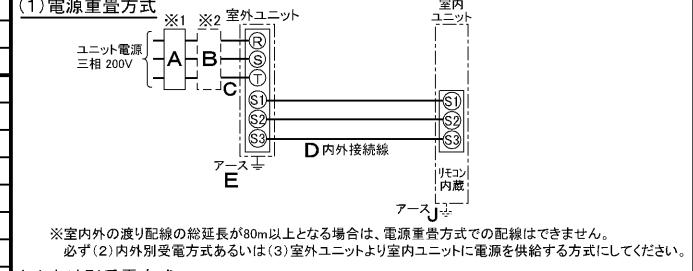 (1)電源重畳方式
※1 ※2 室外ユニット 室内
ユニット
ユニット電源
三相 200V
A B
R
S
T
C
S1 S1
S2 S2
S3 S3
D 内外接続線
アース
E
リモコン
内蔵
アース J
※室内外の渡り配線の総延長が80m以上となる場合は、電源重畳方式での配線はできません。
必ず(2)内外別受電方式あるいは(3)室外ユニットより室内ユニットに電源を供給する方式にしてください。